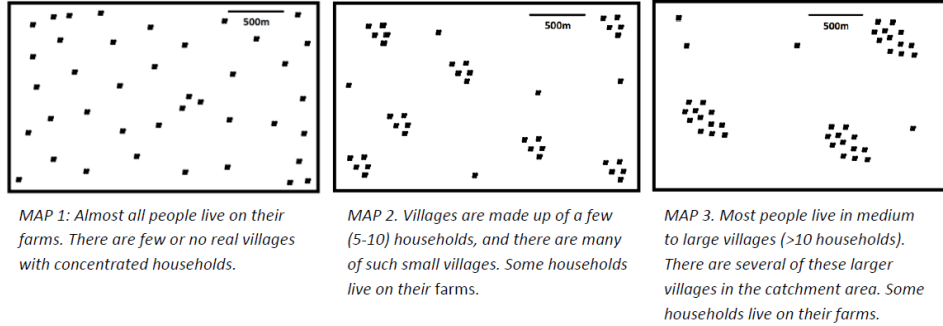 500m
500m
500m
MAP 1: Almost all people live on their
farms. There are few or no real villages
with concentrated households.
MAP 2. Villages are made up of a few
(5-10) households, and there are many
of such small villages. Some households
live on their farms.
MAP 3. Most people live in medium
to large villages (>10 households).
There are several of these larger
villages in the catchment area. Some
households live on their farms.